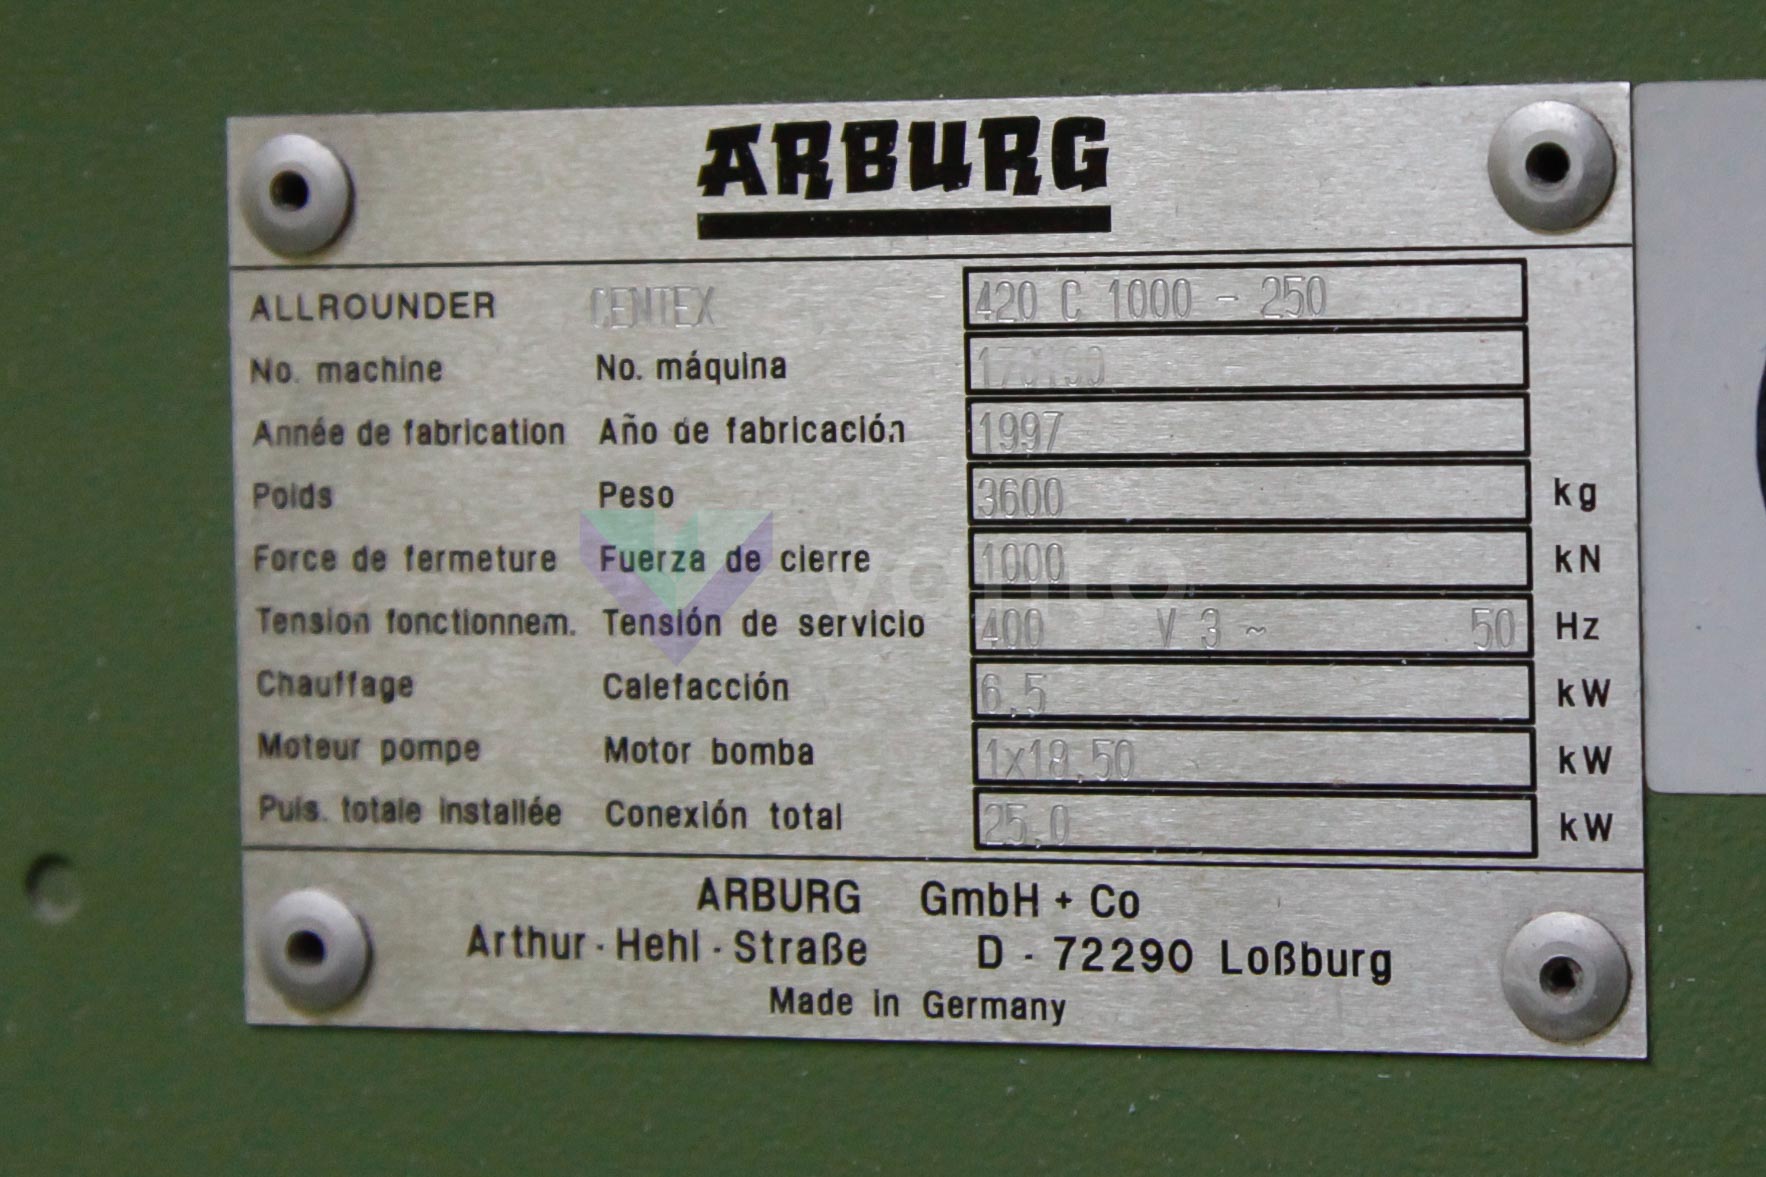 ARBURG
ALLROUNDER CENTEX 420 C 1000 - 250
No. machine No. máquina
Année de fabrication Año de fabricación 1997
Poids Peso 3600 kg
Force de fermeture Fuerza de cierre 1000 kN
Tension fonctionnem. Tensión de servicio 400 V 3 ~ 50 Hz
Chauffage Calefacción 6,5 kW
Moteur pompe Motor bomba 1x18,50 kW
Puis. totale installée Conexión total 25,0 kW
ARBURG GmbH + Co
Arthur - Hehl - Straße D - 72290 Loßburg
Made in Germany